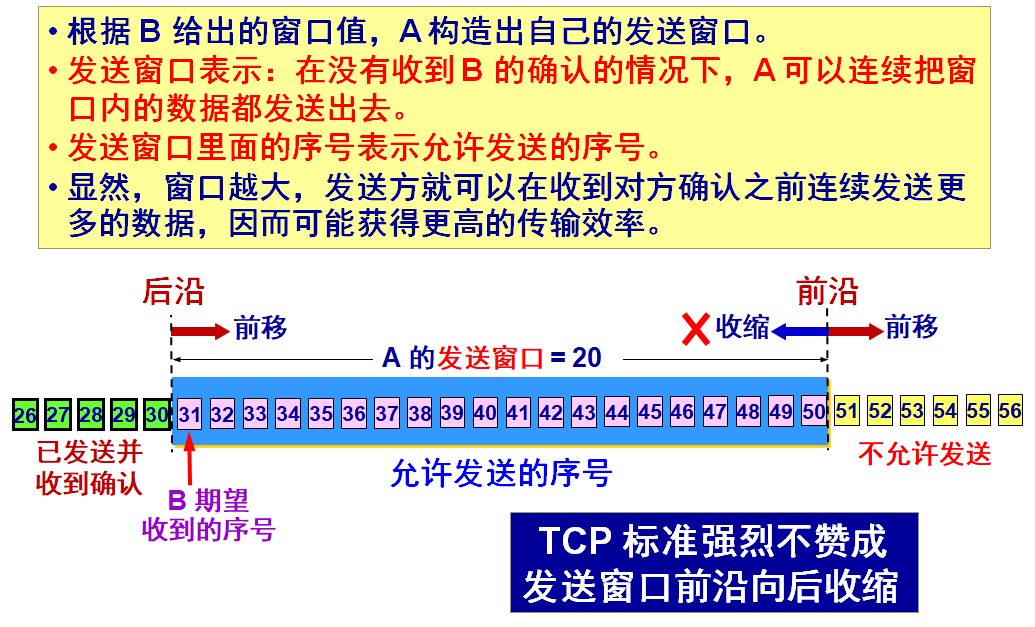 • 根据 B 给出的窗口值，A 构造出自己的发送窗口。
• 发送窗口表示：在没有收到 B 的确认的情况下，A 可以连续把窗
口内的数据都发送出去。
• 发送窗口里面的序号表示允许发送的序号。
• 显然，窗口越大，发送方就可以在收到对方确认之前连续发送更
多的数据，因而可能获得更高的传输效率。
后沿
前沿
前移
收缩
前移
A 的发送窗口 = 20
26 27 28 29 30 31 32 33 34 35 36 37 38 39 40 41 42 43 44 45 46 47 48 49 50 51 52 53 54 55 56
已发送并
收到确认
允许发送的序号
不允许发送
B 期望
收到的序号
TCP 标准强烈不赞成
发送窗口前沿向后收缩